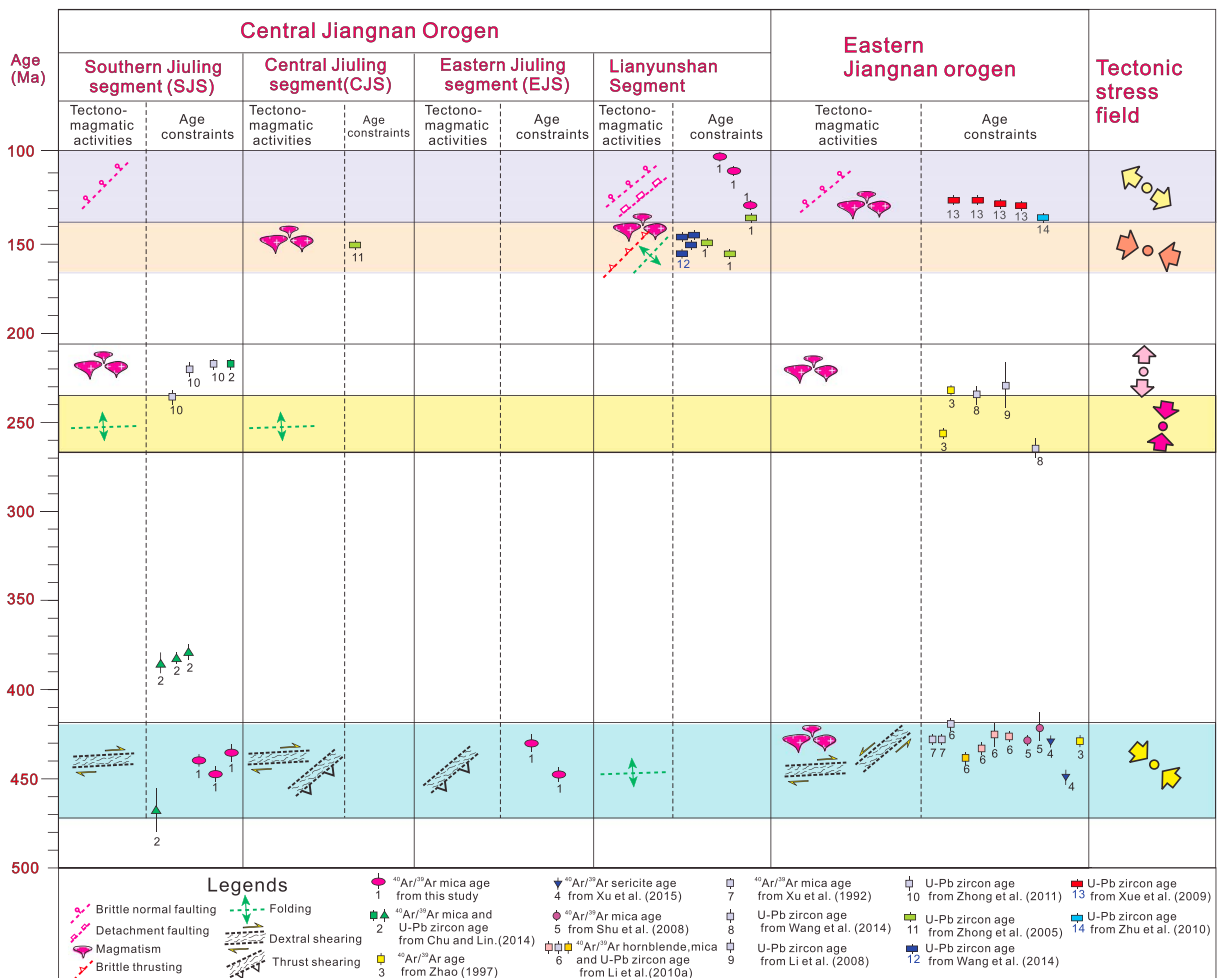 Central Jiangnan Orogen
Eastern
Jiangnan orogen
Tectonic
stress
field
Age
(Ma)
Southern Jiuling
segment (SJS)
Central Jiuling
segment(CJS)
Eastern Jiuling
segment (EJS)
Lianyunshan
Segment
Tectono-
magmatic
activities
Age
constraints
Tectono-
magmatic
activities
Age
constraints
Tectono-
magmatic
activities
Age
constraints
Tectono-
magmatic
activities
Age
constraints
Tectono-
magmatic
activities
Age
constraints
100
1
1
1
1
13 13 13 13
14
150
11
12
1
1
200
10
10
2
10
3
8
9
250
3
8
300
350
2
2
2
400
1
1
1
1
7 7
6
6
6
6
6
5
5
4
3
450
1
4
2
500
Legends
Brittle normal faulting
Detachment faulting
Magmatism
Brittle thrusting
Folding
Dextral shearing
Thrust shearing
1 ⁴⁰Ar/³⁹Ar mica age
from this study
2 ⁴⁰Ar/³⁹Ar mica and
U-Pb zircon age
from Chu and Lin.(2014)
3 ⁴⁰Ar/³⁹Ar age
from Zhao (1997)
⁴⁰Ar/³⁹Ar sericite age
4 from Xu et al. (2015)
⁴⁰Ar/³⁹Ar mica age
5 from Shu et al. (2008)
⁴⁰Ar/³⁹Ar hornblende,mica
6 and U-Pb zircon age
from Li et al.(2010a)
⁴⁰Ar/³⁹Ar mica age
7 from Xu et al. (1992)
U-Pb zircon age
8 from Wang et al. (2014)
U-Pb zircon age
9 from Li et al. (2008)
U-Pb zircon age
10 from Zhong et al. (2011)
U-Pb zircon age
11 from Zhong et al. (2005)
U-Pb zircon age
12 from Wang et al. (2014)
U-Pb zircon age
13 from Xue et al. (2009)
U-Pb zircon age
14 from Zhu et al. (2010)